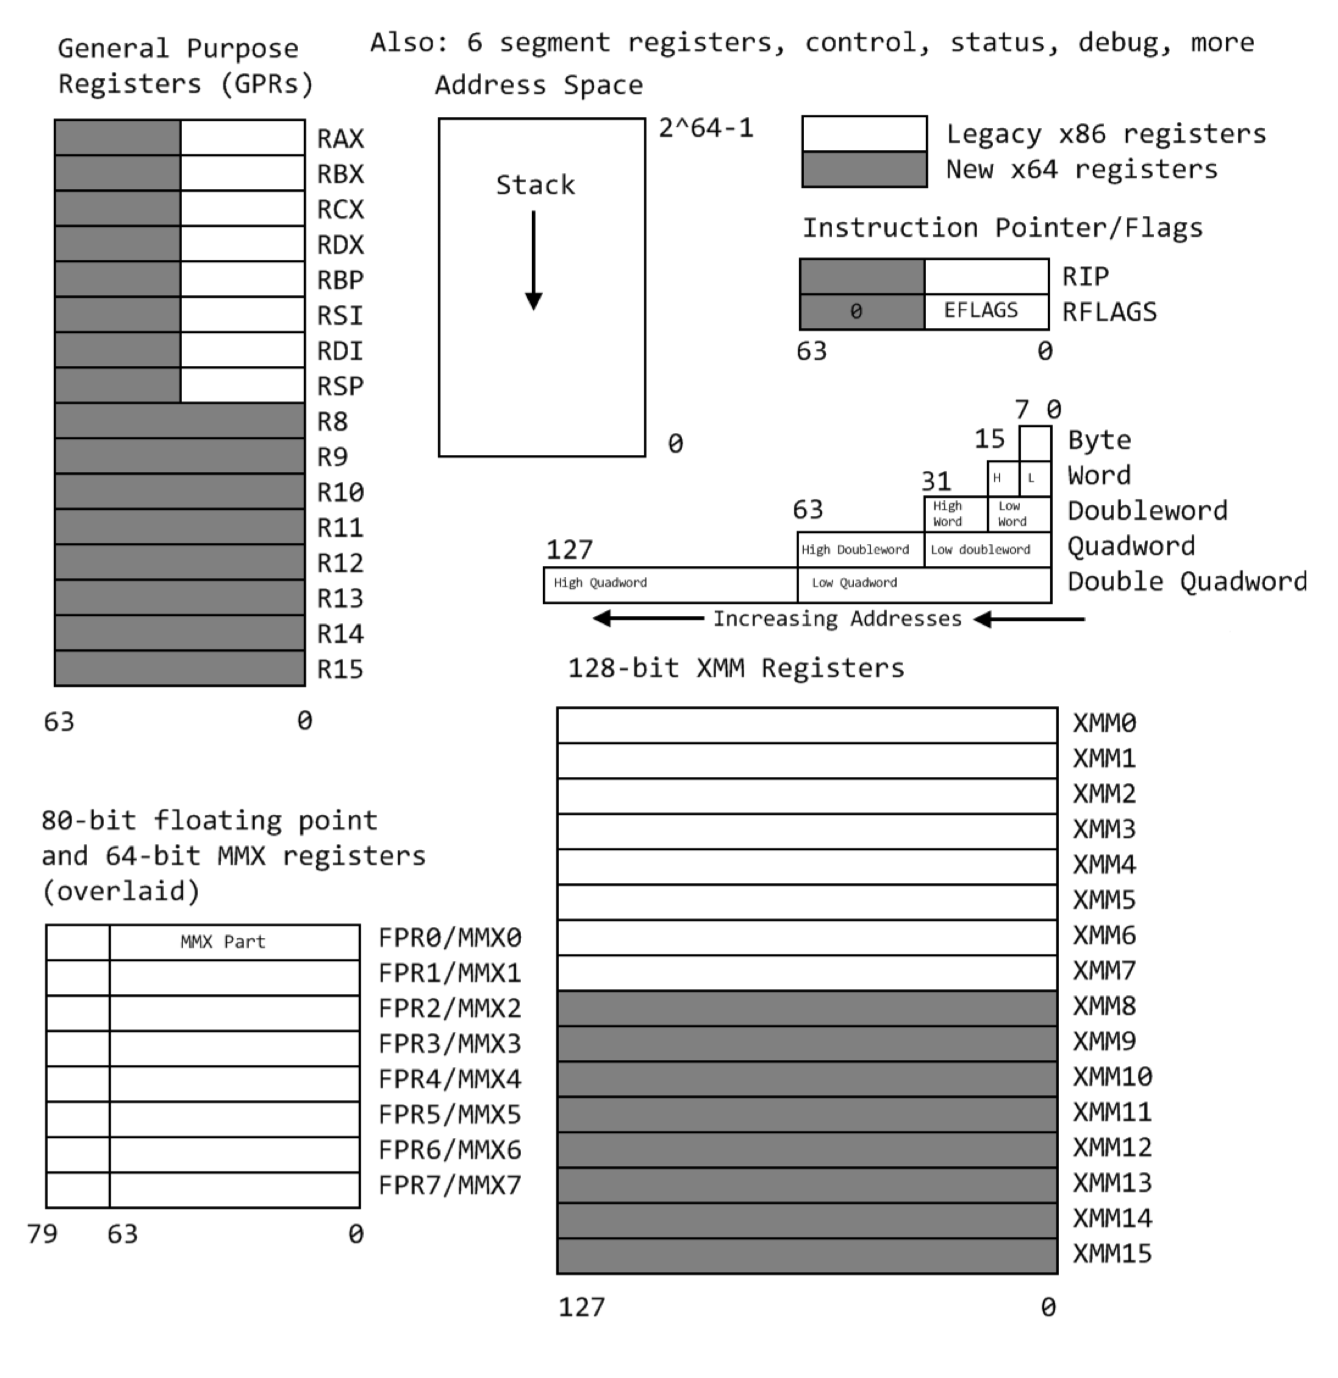 General Purpose
Registers (GPRs)
RAX
RBX
RCX
RDX
RBP
RSI
RDI
RSP
R8
R9
R10
R11
R12
R13
R14
R15
63 0
Also: 6 segment registers, control, status, debug, more
Address Space
2^64-1
Stack
0
Legacy x86 registers
New x64 registers
Instruction Pointer/Flags
RIP
0 EFLAGS RFLAGS
63 0
7 0
15 Byte
31 H L Word
63 High Word Low Word Doubleword
127 High Doubleword Low doubleword Quadword
High Quadword Low Quadword Double Quadword
Increasing Addresses
80-bit floating point
and 64-bit MMX registers
(overlaid)
MMX Part FPR0/MMX0
FPR1/MMX1
FPR2/MMX2
FPR3/MMX3
FPR4/MMX4
FPR5/MMX5
FPR6/MMX6
FPR7/MMX7
79 63 0
128-bit XMM Registers
XMM0
XMM1
XMM2
XMM3
XMM4
XMM5
XMM6
XMM7
XMM8
XMM9
XMM10
XMM11
XMM12
XMM13
XMM14
XMM15
127 0